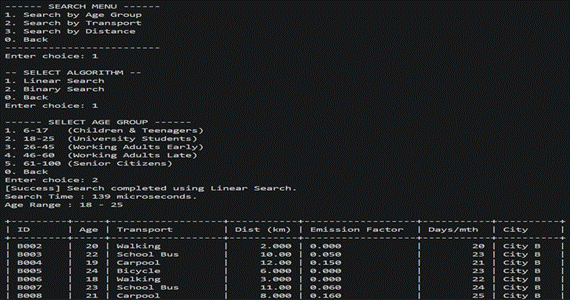 ------ SEARCH MENU ------
1. Search by Age Group
2. Search by Transport
3. Search by Distance
0. Back
-------------------------
Enter choice: 1
-- SELECT ALGORITHM --
1. Linear Search
2. Binary Search
0. Back
Enter choice: 1
------ SELECT AGE GROUP ------
1. 6-17 (Children & Teenagers)
2. 18-25 (University Students)
3. 26-45 (Working Adults Early)
4. 46-60 (Working Adults Late)
5. 61-100 (Senior Citizens)
0. Back
Enter choice: 2
[Success] Search completed using Linear Search.
Search Time : 139 microseconds.
Age Range : 18 - 25
| ID | Age | Transport | Dist (km) | Emission Factor | Days/mth | City |
| B002 | 20 | Walking | 2.000 | 0.000 | 20 | City B |
| B003 | 22 | School Bus | 10.00 | 0.050 | 23 | City B |
| B004 | 19 | Carpool | 12.00 | 0.150 | 21 | City B |
| B005 | 24 | Bicycle | 6.000 | 0.000 | 23 | City B |
| B006 | 18 | Walking | 3.000 | 0.000 | 22 | City B |
| B007 | 23 | School Bus | 11.00 | 0.060 | 24 | City B |
| B008 | 21 | Carpool | 8.000 | 0.160 | 25 | City B |